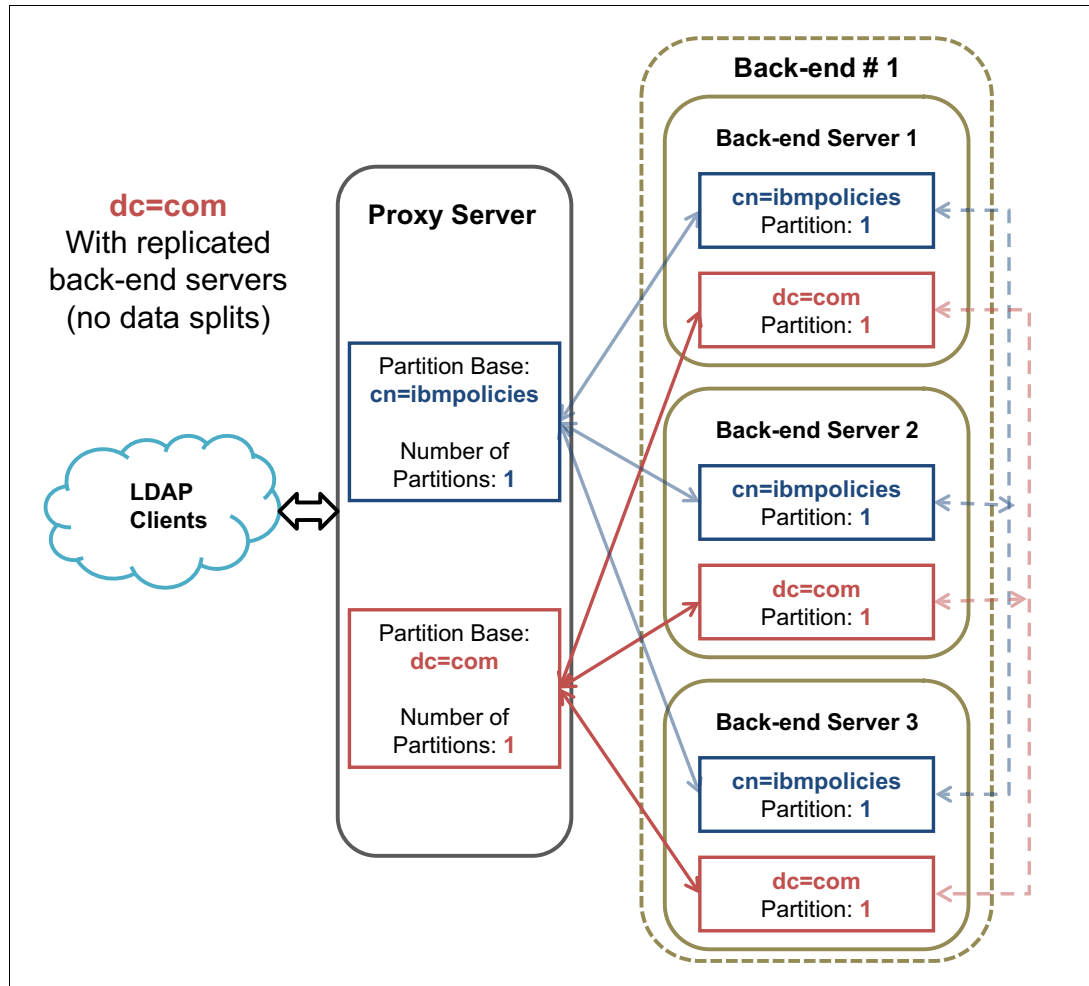 dc=com
With replicated
back-end servers
(no data splits)
LDAP
Clients
Proxy Server
Partition Base:
cn=ibmpolicies
Number of
Partitions: 1
Partition Base:
dc=com
Number of
Partitions: 1
Back-end # 1
Back-end Server 1
cn=ibmpolicies
Partition: 1
dc=com
Partition: 1
Back-end Server 2
cn=ibmpolicies
Partition: 1
dc=com
Partition: 1
Back-end Server 3
cn=ibmpolicies
Partition: 1
dc=com
Partition: 1